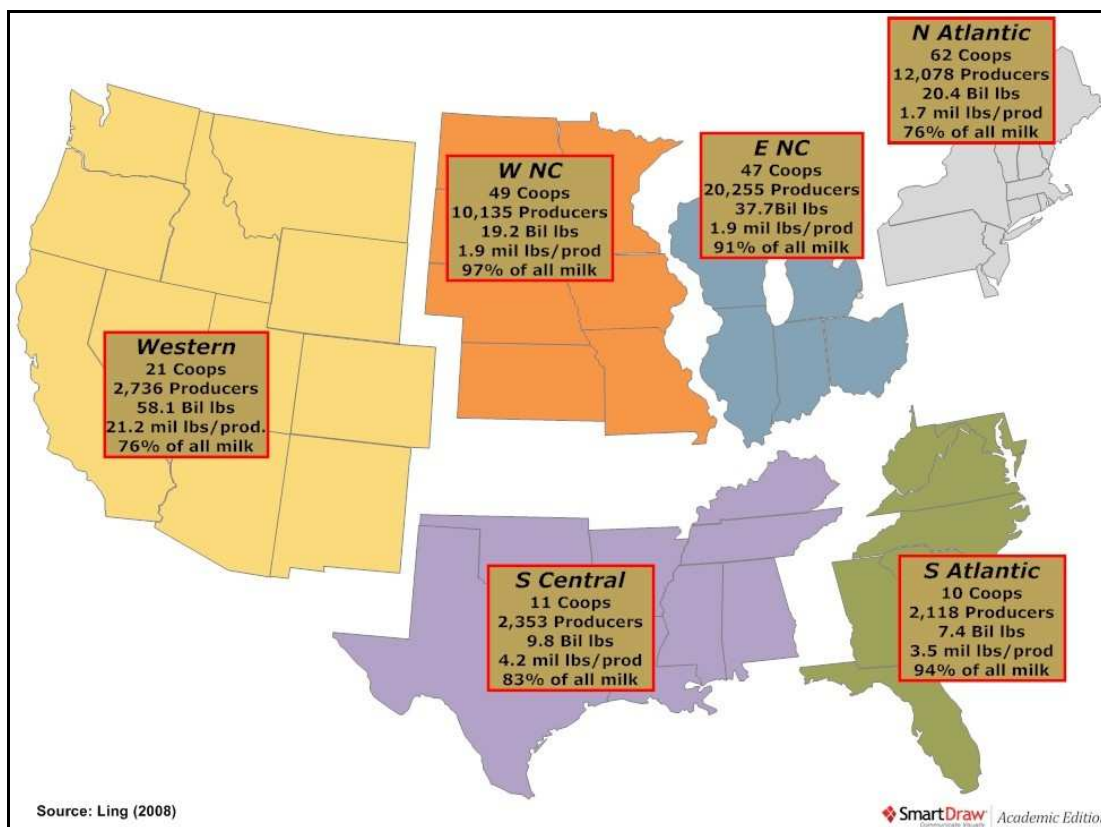 N Atlantic
62 Coops
12,078 Producers
20.4 Bil lbs
1.7 mil lbs/prod
76% of all milk
E NC
47 Coops
20,255 Producers
37.7Bil lbs
1.9 mil lbs/prod
91% of all milk
W NC
49 Coops
10,135 Producers
19.2 Bil lbs
1.9 mil lbs/prod
97% of all milk
Western
21 Coops
2,736 Producers
58.1 Bil lbs
21.2 mil lbs/prod.
76% of all milk
S Central
11 Coops
2,353 Producers
9.8 Bil lbs
4.2 mil lbs/prod
83% of all milk
S Atlantic
10 Coops
2,118 Producers
7.4 Bil lbs
3.5 mil lbs/prod
94% of all milk
Source: Ling (2008)
SmartDraw Academic Edition
Communicate Visually